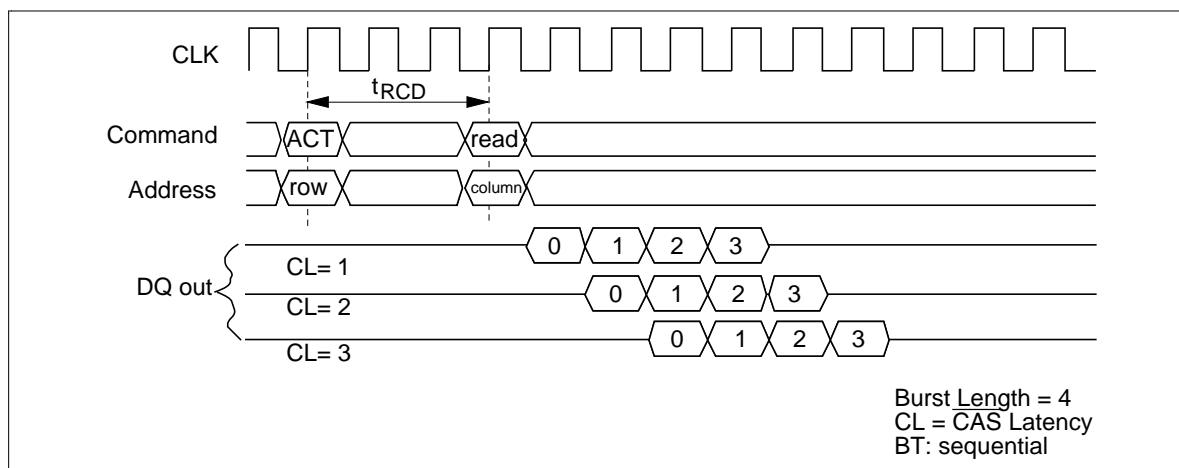 CLK
tRCD
Command ACT read
Address row column
0 1 2 3
CL= 1
DQ out 0 1 2 3
CL= 2
0 1 2 3
CL= 3
Burst Length = 4
CL = CAS Latency
BT: sequential